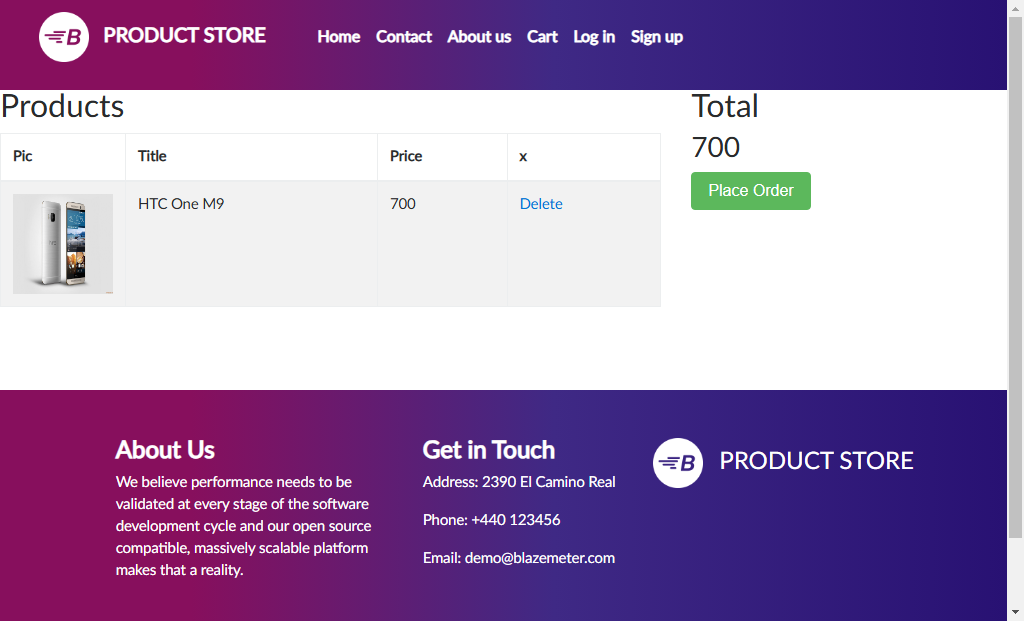 B PRODUCT STORE Home Contact About us Cart Log in Sign up
Products
Total
700
Place Order
Pic Title Price x
HTC One M9 700 Delete
About Us
We believe performance needs to be
validated at every stage of the software
development cycle and our open source
compatible, massively scalable platform
makes that a reality.
Get in Touch
Address: 2390 El Camino Real
Phone: +440 123456
Email: demo@blazemeter.com
B PRODUCT STORE